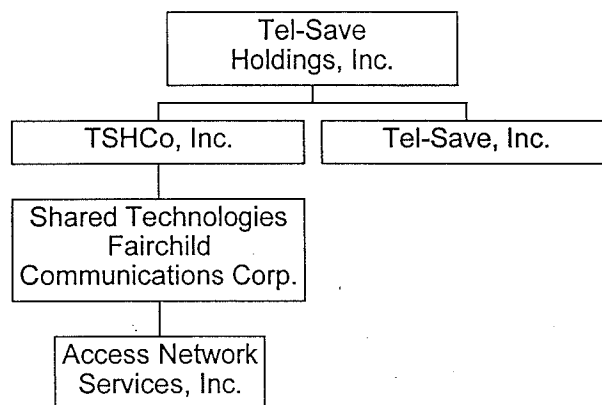 Tel-Save
Holdings, Inc.
TSHCo, Inc.
Tel-Save, Inc.
Shared Technologies
Fairchild
Communications Corp.
Access Network
Services, Inc.